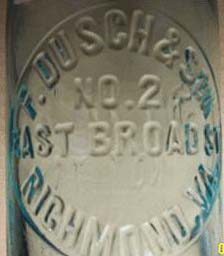 F. DUSCH & SON
NO. 2
EAST BROAD ST
RICHMOND, VA.